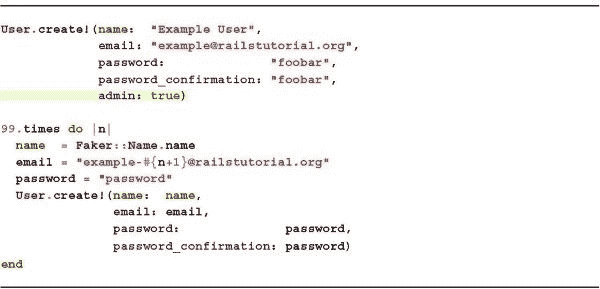 User.create!(name:  "Example User",
             email: "example@railstutorial.org",
             password:              "foobar",
             password_confirmation: "foobar",
             admin: true)
99.times do |n|
  name  = Faker::Name.name
  email = "example-#{n+1}@railstutorial.org"
  password = "password"
  User.create!(name:  name,
               email: email,
               password:              password,
               password_confirmation: password)
end